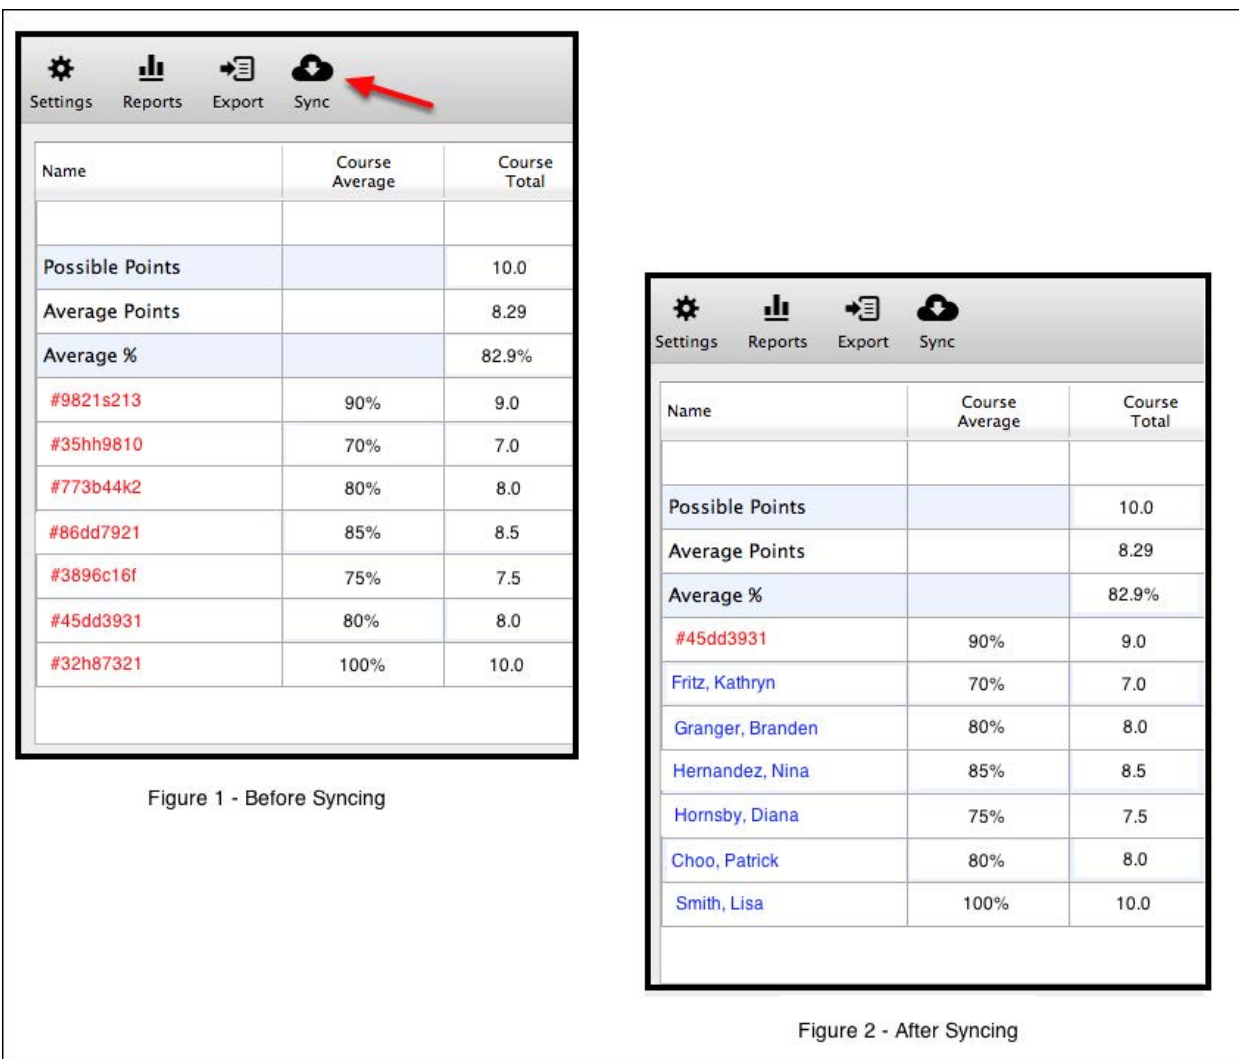 Settings Reports Export Sync
Name Course Average Course Total
Possible Points 10.0
Average Points 8.29
Average % 82.9%
#9821s213 90% 9.0
#35hh9810 70% 7.0
#773b44k2 80% 8.0
#86dd7921 85% 8.5
#3896c16f 75% 7.5
#45dd3931 80% 8.0
#32h87321 100% 10.0
Figure 1 - Before Syncing
Settings Reports Export Sync
Name Course Average Course Total
Possible Points 10.0
Average Points 8.29
Average % 82.9%
#45dd3931 90% 9.0
Fritz, Kathryn 70% 7.0
Granger, Branden 80% 8.0
Hernandez, Nina 85% 8.5
Hornsby, Diana 75% 7.5
Choo, Patrick 80% 8.0
Smith, Lisa 100% 10.0
Figure 2 - After Syncing